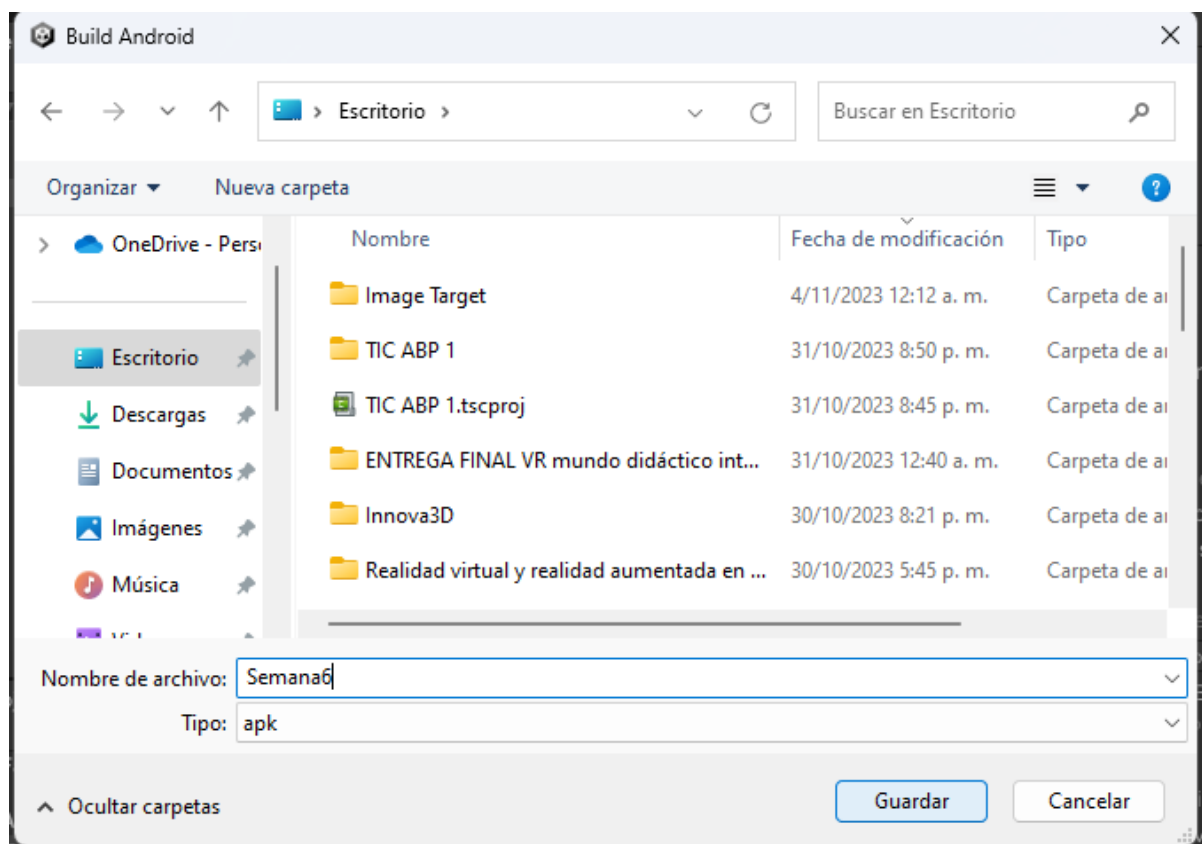 Build Android
Escritorio
Buscar en Escritorio
Organizar
Nueva carpeta
OneDrive - Perso
Escritorio
Descargas
Documentos
Imágenes
Música
Nombre
Fecha de modificación
Tipo
Image Target
4/11/2023 12:12 a. m.
Carpeta de ar
TIC ABP 1
31/10/2023 8:50 p. m.
Carpeta de ar
TIC ABP 1.tscproj
31/10/2023 8:45 p. m.
Carpeta de ar
ENTREGA FINAL VR mundo didáctico int...
31/10/2023 12:40 a. m.
Carpeta de ar
Innova3D
30/10/2023 8:21 p. m.
Carpeta de ar
Realidad virtual y realidad aumentada en ...
30/10/2023 5:45 p. m.
Carpeta de ar
Nombre de archivo: Semana6
Tipo: apk
Ocultar carpetas
Guardar
Cancelar